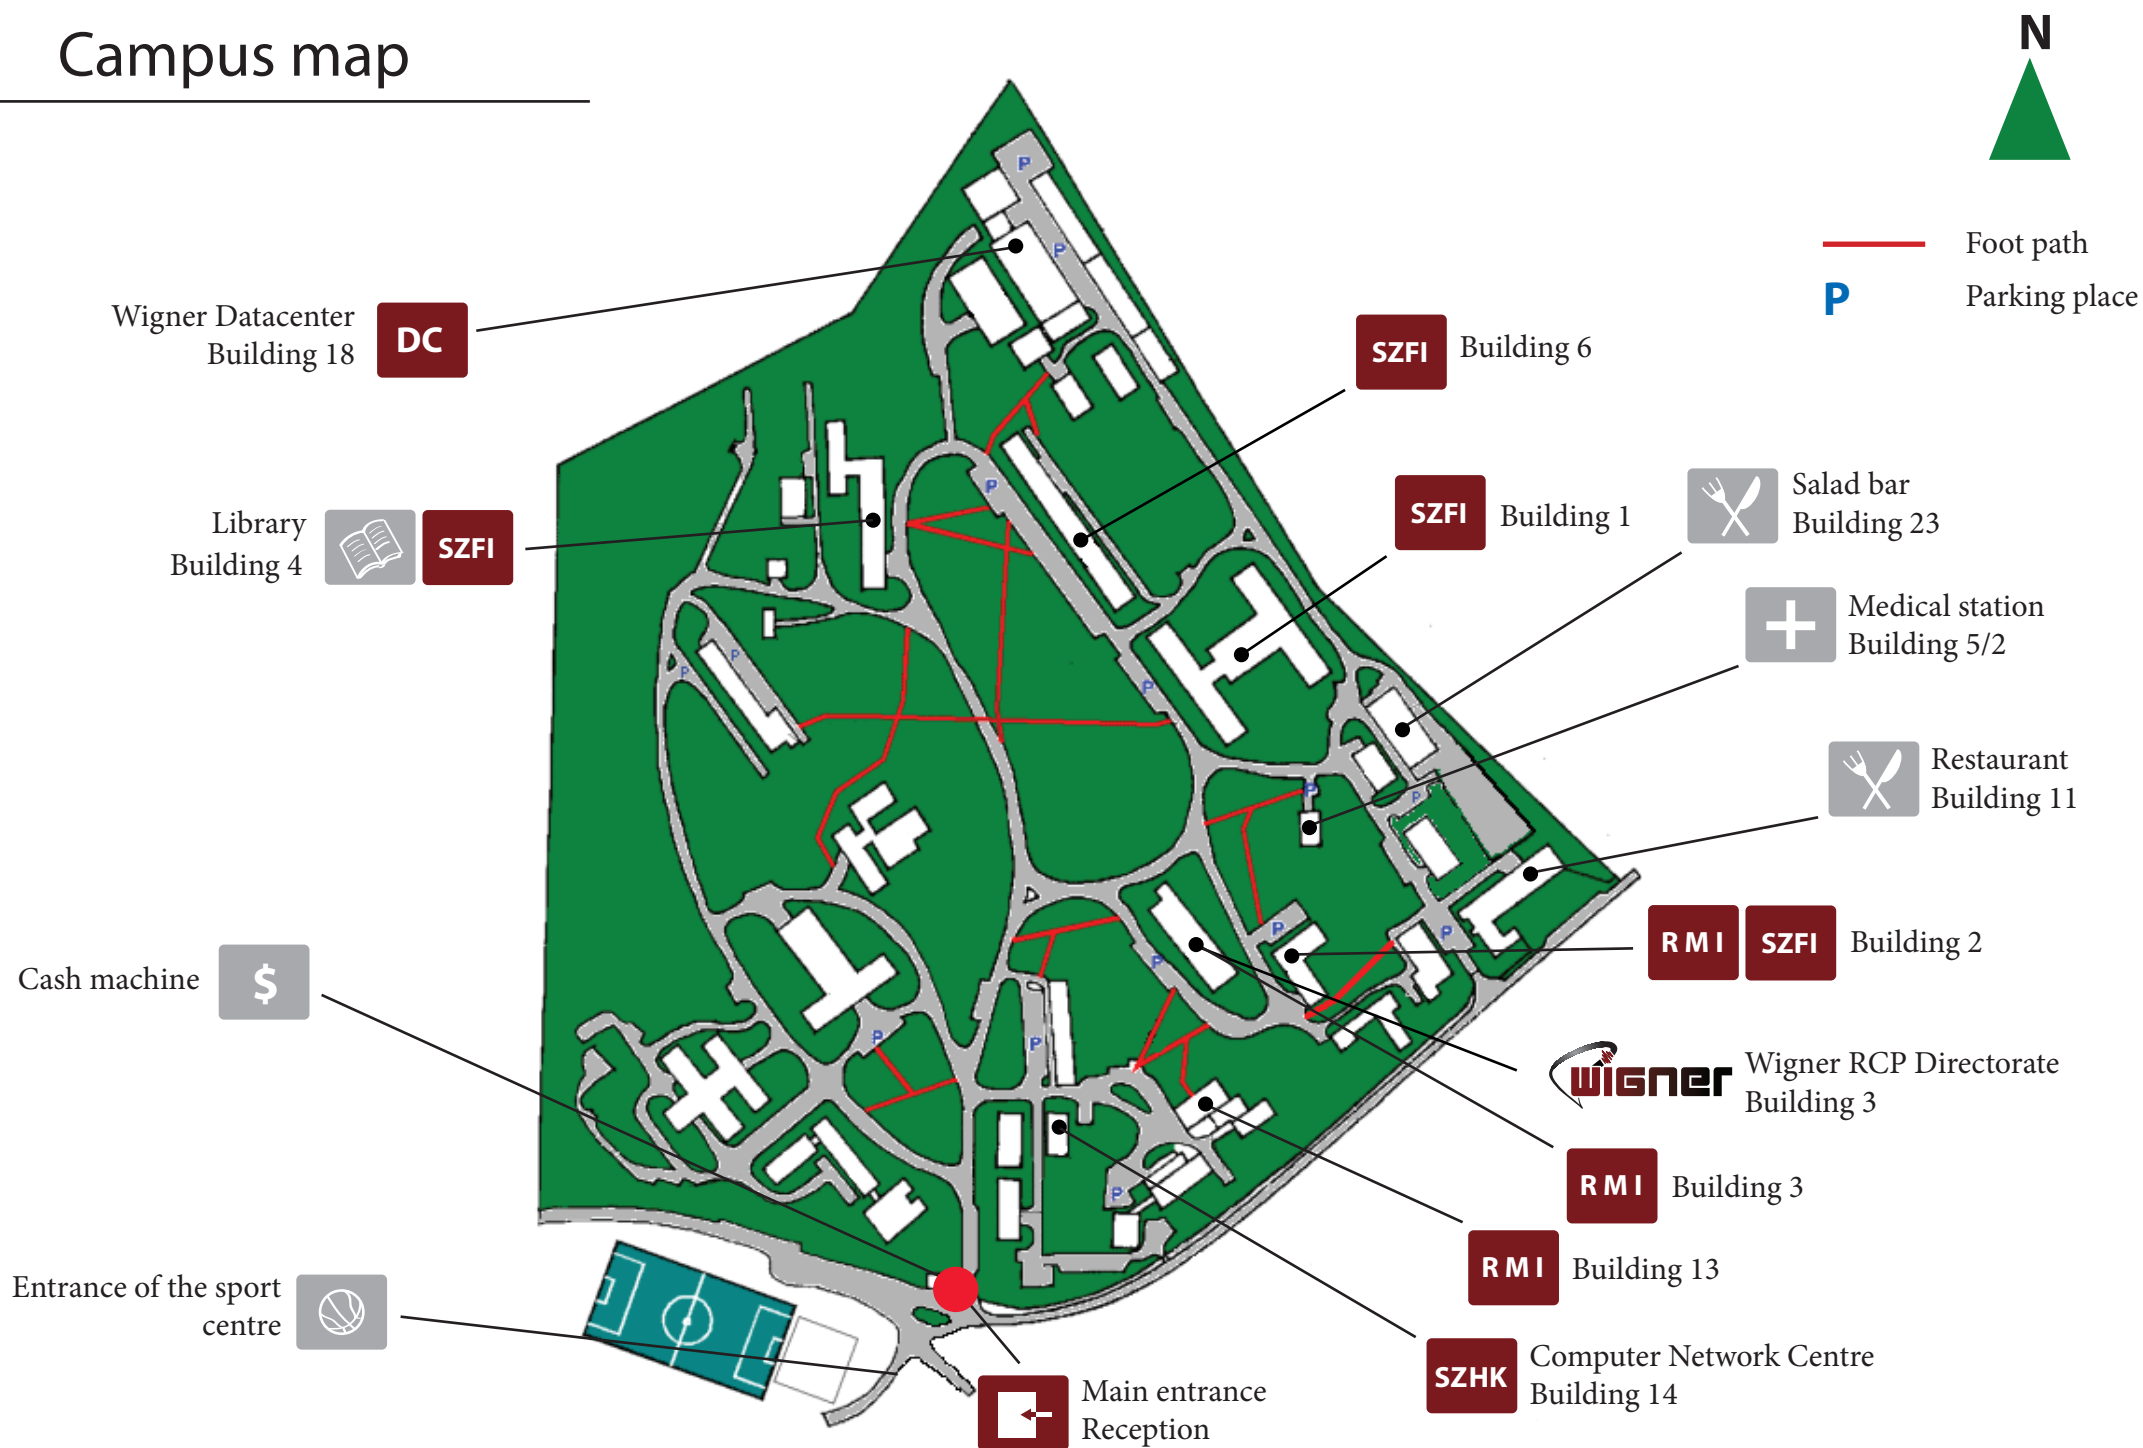 Campus map
N
Foot path
P Parking place
Wigner Datacenter
Building 18
DC
SZFI Building 6
SZFI Building 1
Salad bar
Building 23
Library
Building 4
SZFI
Medical station
Building 5/2
Restaurant
Building 11
RMI SZFI Building 2
Cash machine
$
wigner
Wigner RCP Directorate
Building 3
RMI Building 3
RMI Building 13
Entrance of the sport
centre
SZHK
Computer Network Centre
Building 14
Main entrance
Reception
P
P
P
P
P
P
P
P
P
P
P
P
P
P